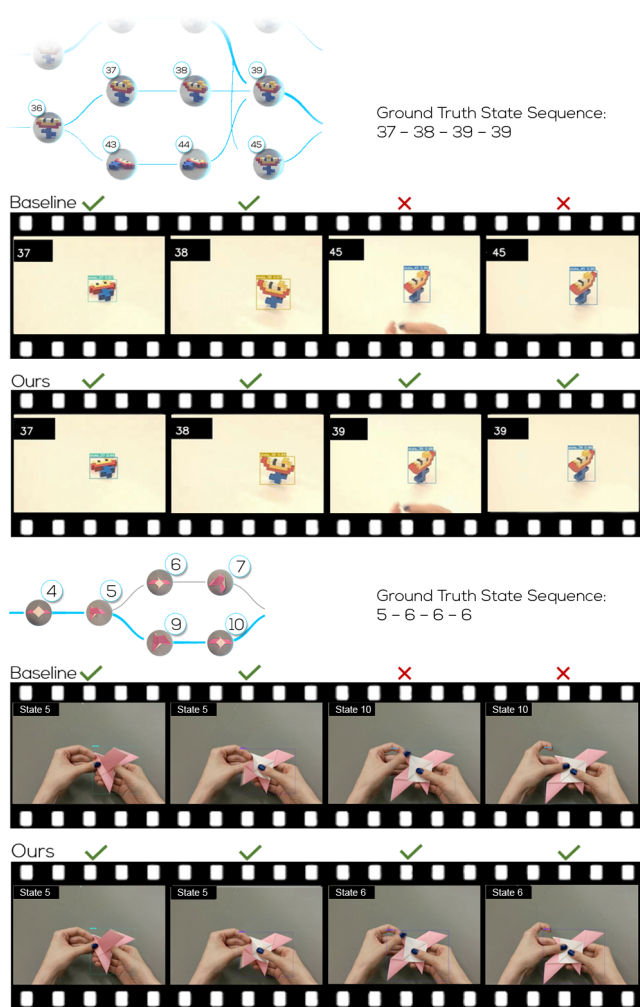 37
38
39
36
43
44
45
Ground Truth State Sequence:
37 – 38 – 39 – 39
Baseline
37
38
45
45
Ours
37
38
39
39
4
5
6
7
9
10
Ground Truth State Sequence:
5 – 6 – 6 – 6
Baseline
State 5
State 5
State 10
State 10
Ours
State 5
State 5
State 6
State 6